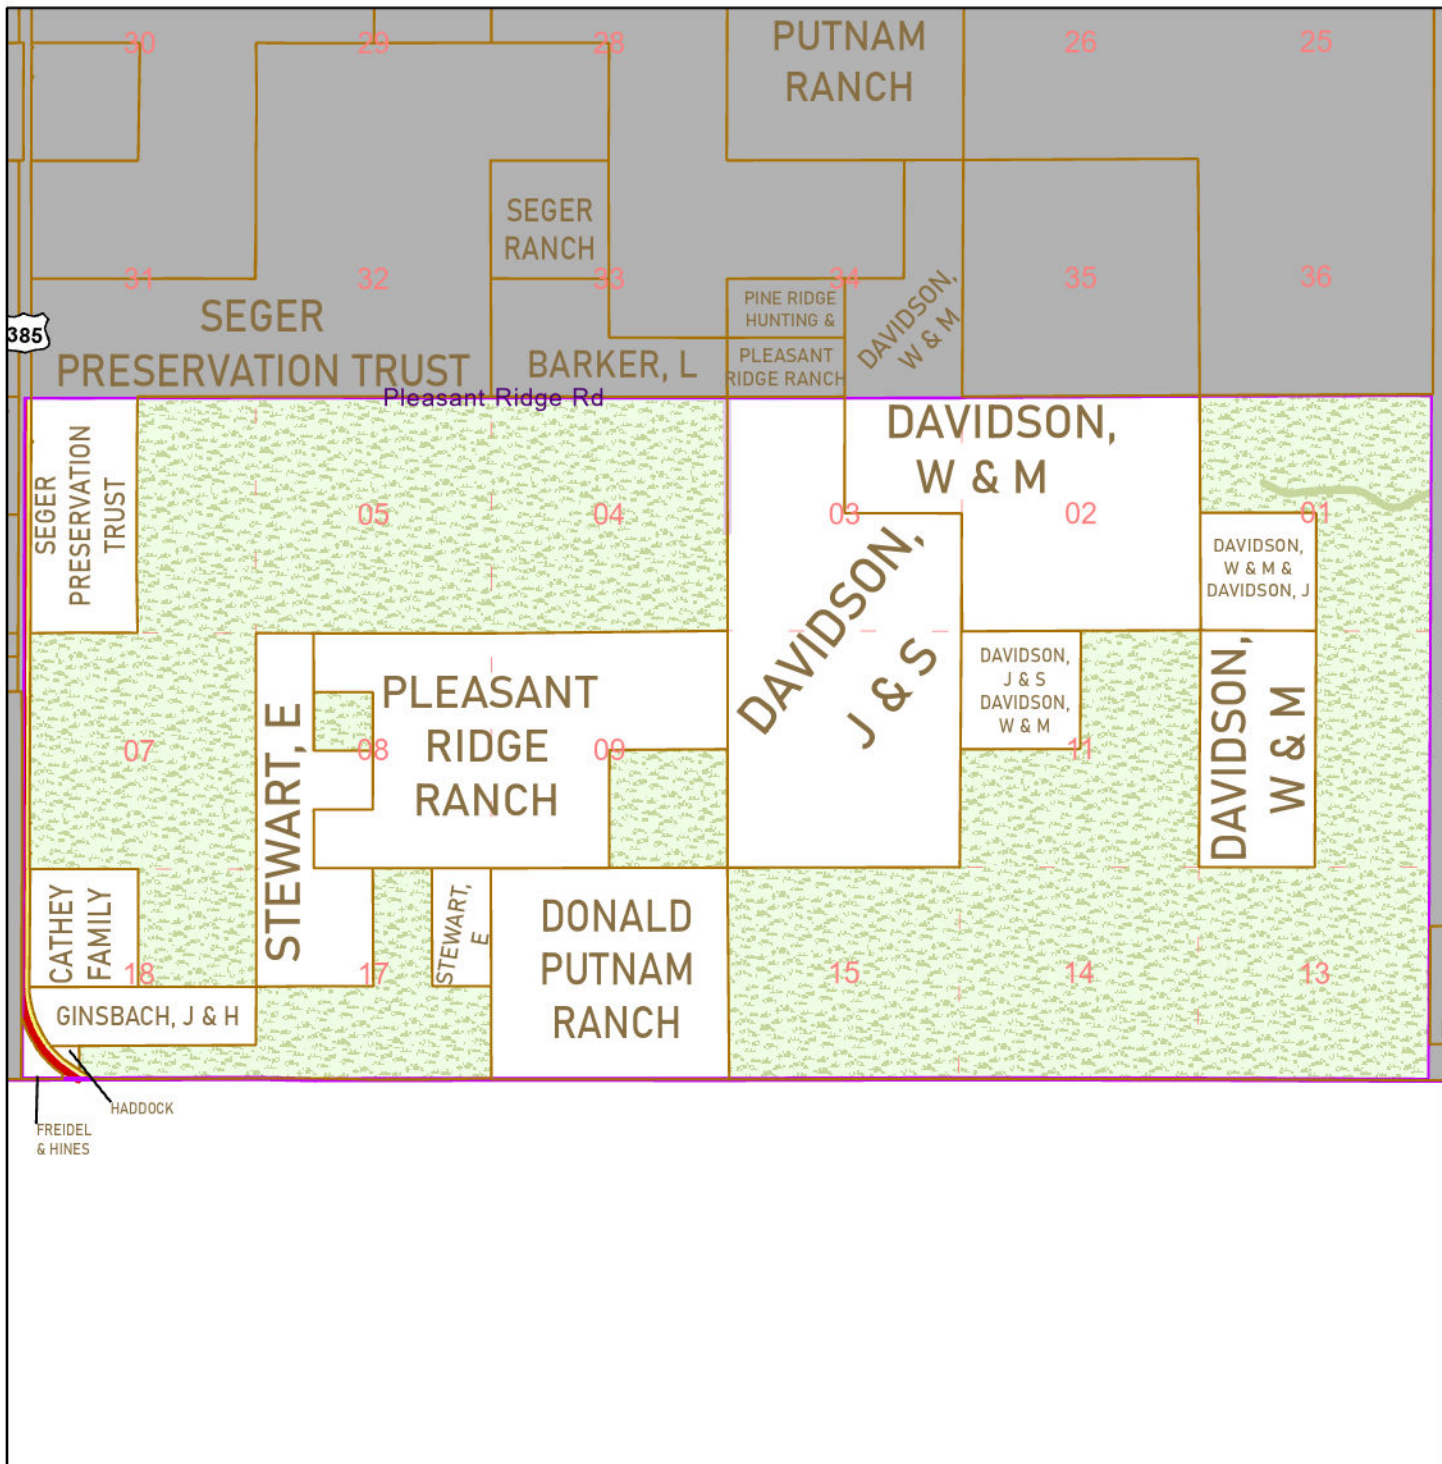 30
29
28
PUTNAM
RANCH
26
25
SEGER
RANCH
31
32
33
34
35
36
SEGER
PRESERVATION TRUST
385
PINE RIDGE
HUNTING &
DAVIDSON,
W & M
BARKER, L
PLEASANT
RIDGE RANCH
Pleasant Ridge Rd
SEGER
PRESERVATION
TRUST
05
04
03
DAVIDSON,
W & M
02
01
DAVIDSON,
W & M &
DAVIDSON, J
DAVIDSON,
J & S
DAVIDSON,
J & S
DAVIDSON,
W & M
DAVIDSON,
W & M
07
STEWART, E
08
PLEASANT
RIDGE
RANCH
09
11
CATHEY
FAMILY
18
17
STEWART,
E
DONALD
PUTNAM
RANCH
15
14
13
GINSBACH, J & H
HADDOCK
FREIDEL
& HINES